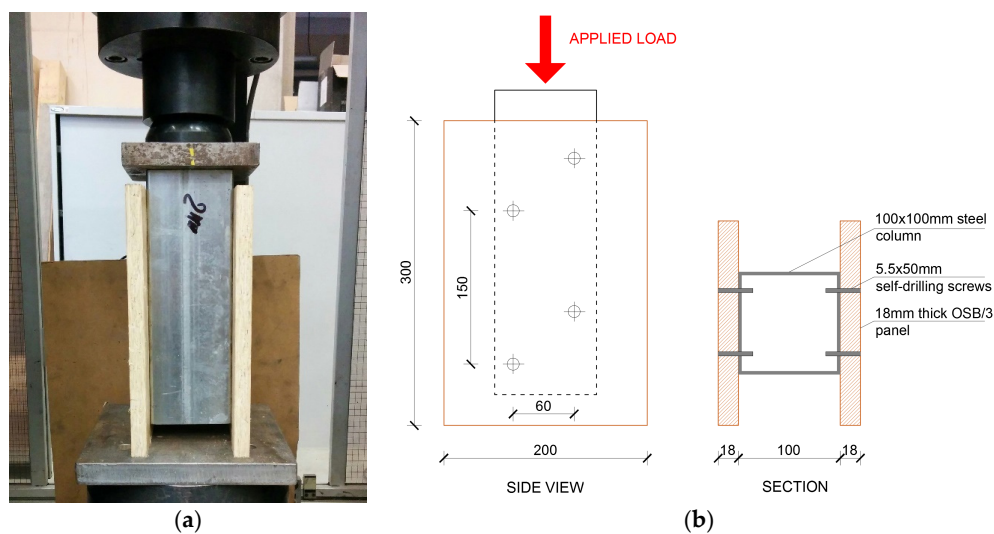 APPLIED LOAD
300
150
60
200
SIDE VIEW
100x100mm steel
column
5.5x50mm
self-drilling screws
18mm thick OSB/3
panel
18
100
18
SECTION
(a)
(b)